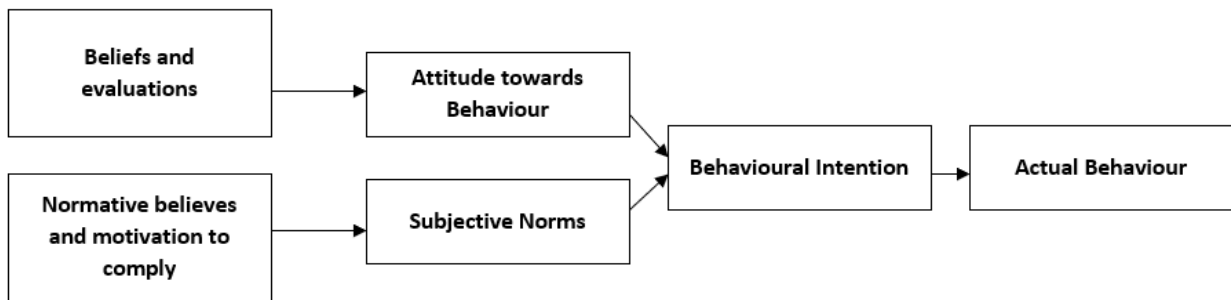 Beliefs and
evaluations
Attitude towards
Behaviour
Normative believes
and motivation to
comply
Subjective Norms
Behavioural Intention
Actual Behaviour